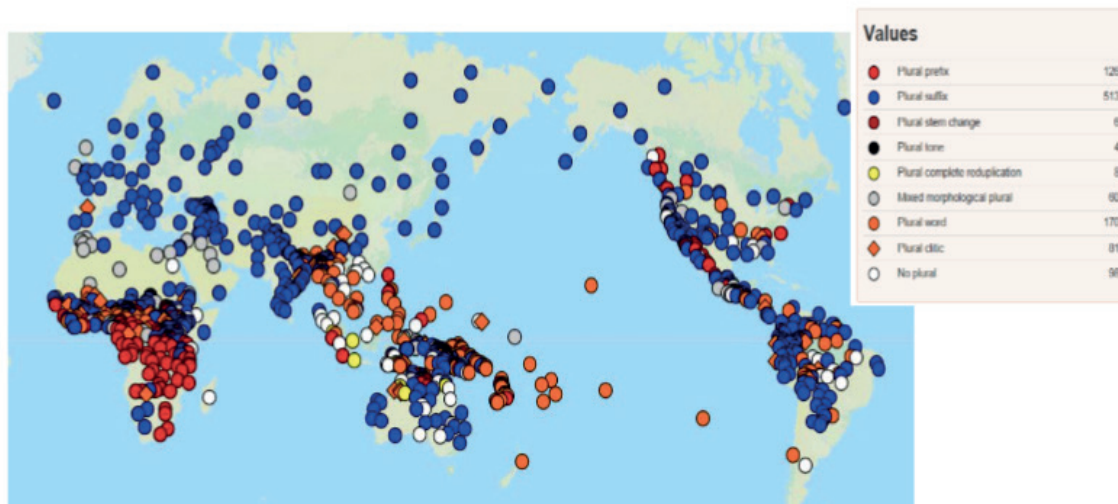 Values
Plural prefix 126
Plural suffix 513
Plural stem change 6
Plural tone 4
Plural complete reduplication 8
Mixed morphological plural 60
Plural word 170
Plural clitic 81
No plural 98